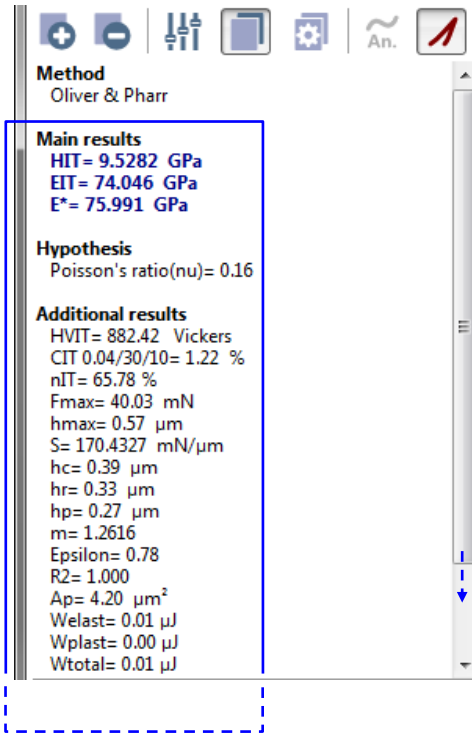 An.
Method
Oliver & Pharr
Main results
HIT= 9.5282 GPa
EIT= 74.046 GPa
E*= 75.991 GPa
Hypothesis
Poisson's ratio(nu)= 0.16
Additional results
HVIT= 882.42 Vickers
CIT 0.04/30/10= 1.22 %
nIT= 65.78 %
Fmax= 40.03 mN
hmax= 0.57 µm
S= 170.4327 mN/µm
hc= 0.39 µm
hr= 0.33 µm
hp= 0.27 µm
m= 1.2616
Epsilon= 0.78
R2= 1.000
Ap= 4.20 µm²
Welast= 0.01 µJ
Wplast= 0.00 µJ
Wtotal= 0.01 µJ